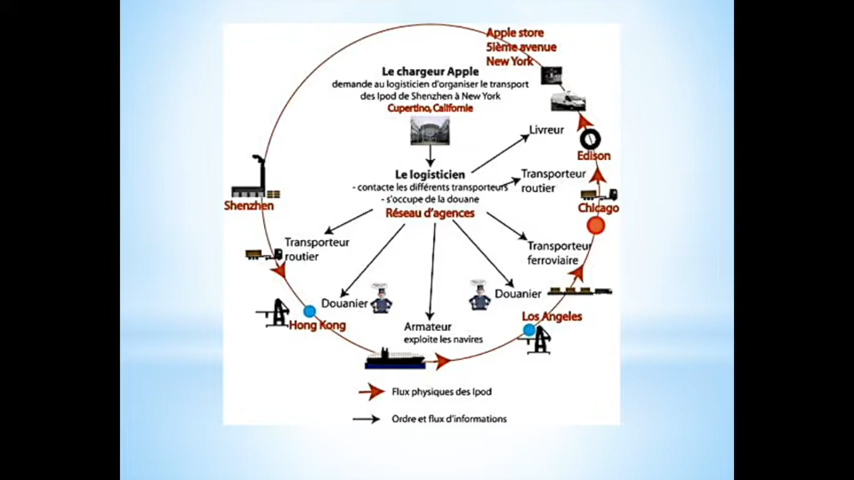 Apple store
5ième avenue
New York
Le chargeur Apple
demande au logisticien d'organiser le transport
des Ipod de Shenzhen à New York
Cupertino, Californie
Livreur
Edison
Le logisticien
- contacte les différents transporteurs
- s'occupe de la douane
Réseau d'agences
Transporteur
routier
Shenzhen
Chicago
Transporteur
routier
Transporteur
ferroviaire
Douanier
Douanier
Hong Kong
Armateur
exploite les navires
Los Angeles
Flux physiques des Ipod
Ordre et flux d'informations